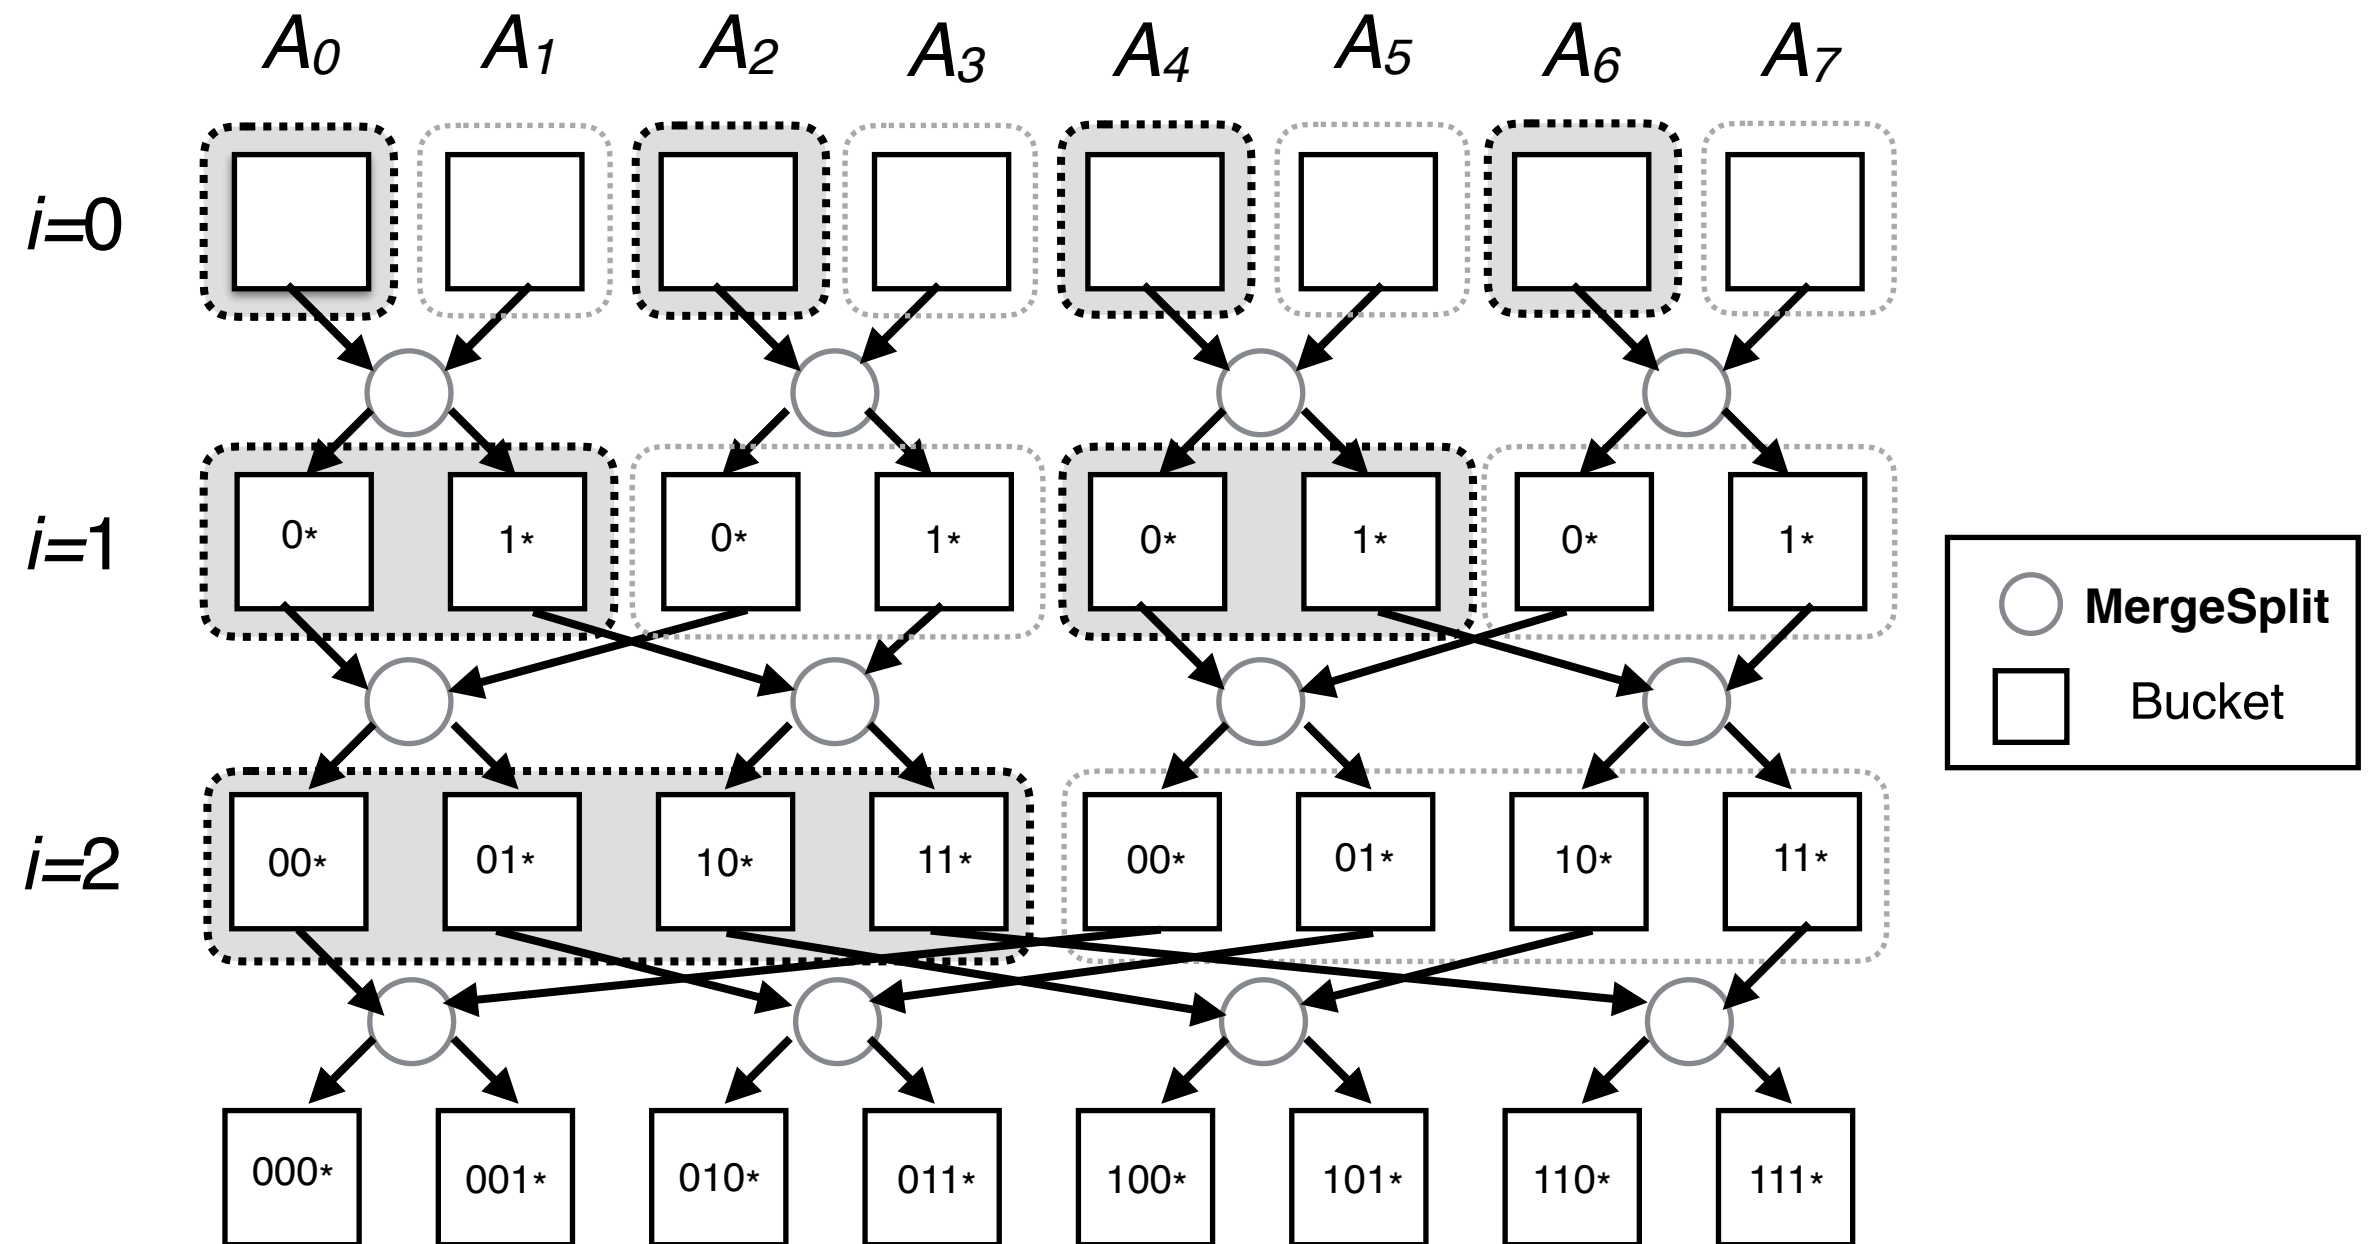 A0 A1 A2 A3 A4 A5 A6 A7
i=0
i=1
0* 1* 0* 1* 0* 1* 0* 1*
MergeSplit
Bucket
i=2
00* 01* 10* 11* 00* 01* 10* 11*
000* 001* 010* 011* 100* 101* 110* 111*